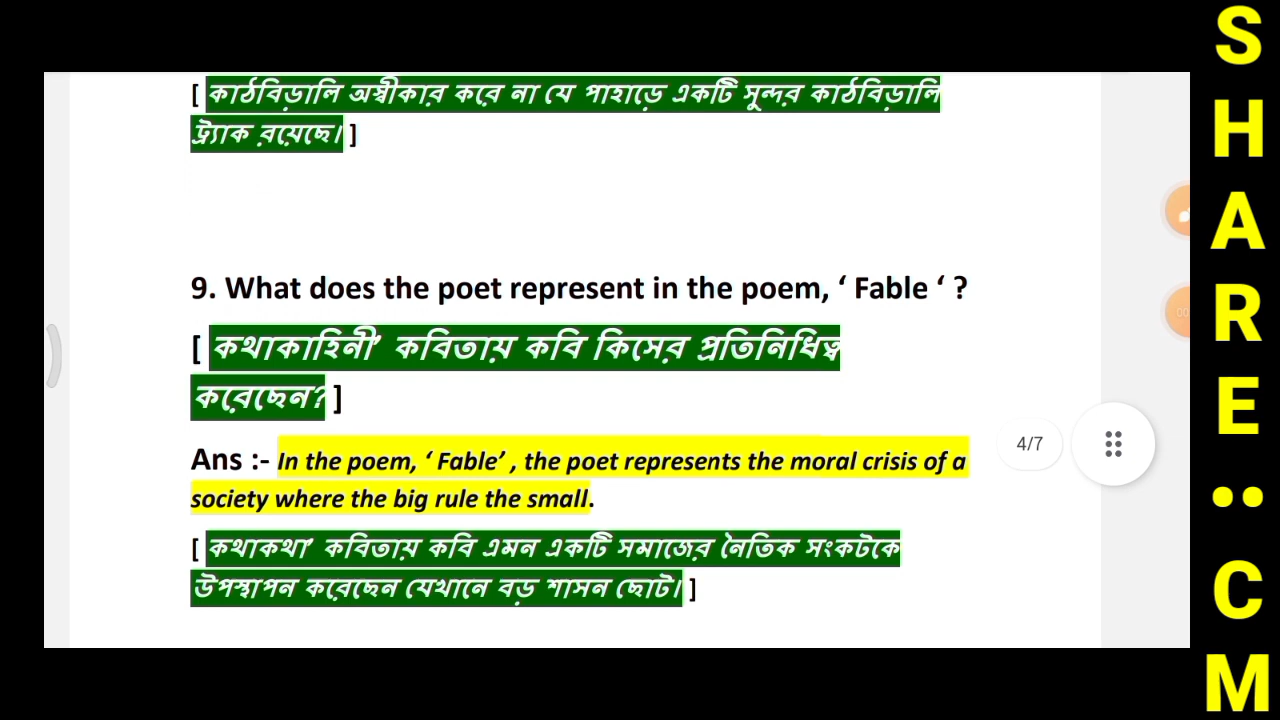 [ কাঠবিড়ালি অস্বীকার করে না যে পাহাড়ে একটি সুন্দর কাঠবিড়ালি
ট্র্যাক রয়েছে। ]
9. What does the poet represent in the poem, ‘ Fable ‘ ?
[ কথাকাহিনী’ কবিতায় কবি কিসের প্রতিনিধিত্ব
করেছেন? ]
Ans :- In the poem, ‘ Fable’ , the poet represents the moral crisis of a
society where the big rule the small.
[ কথাকথা’ কবিতায় কবি এমন একটি সমাজের নৈতিক সংকটকে
উপস্থাপন করেছেন যেখানে বড় শাসন ছোট। ]
4/7
00
S
H
A
R
E
••
C
M